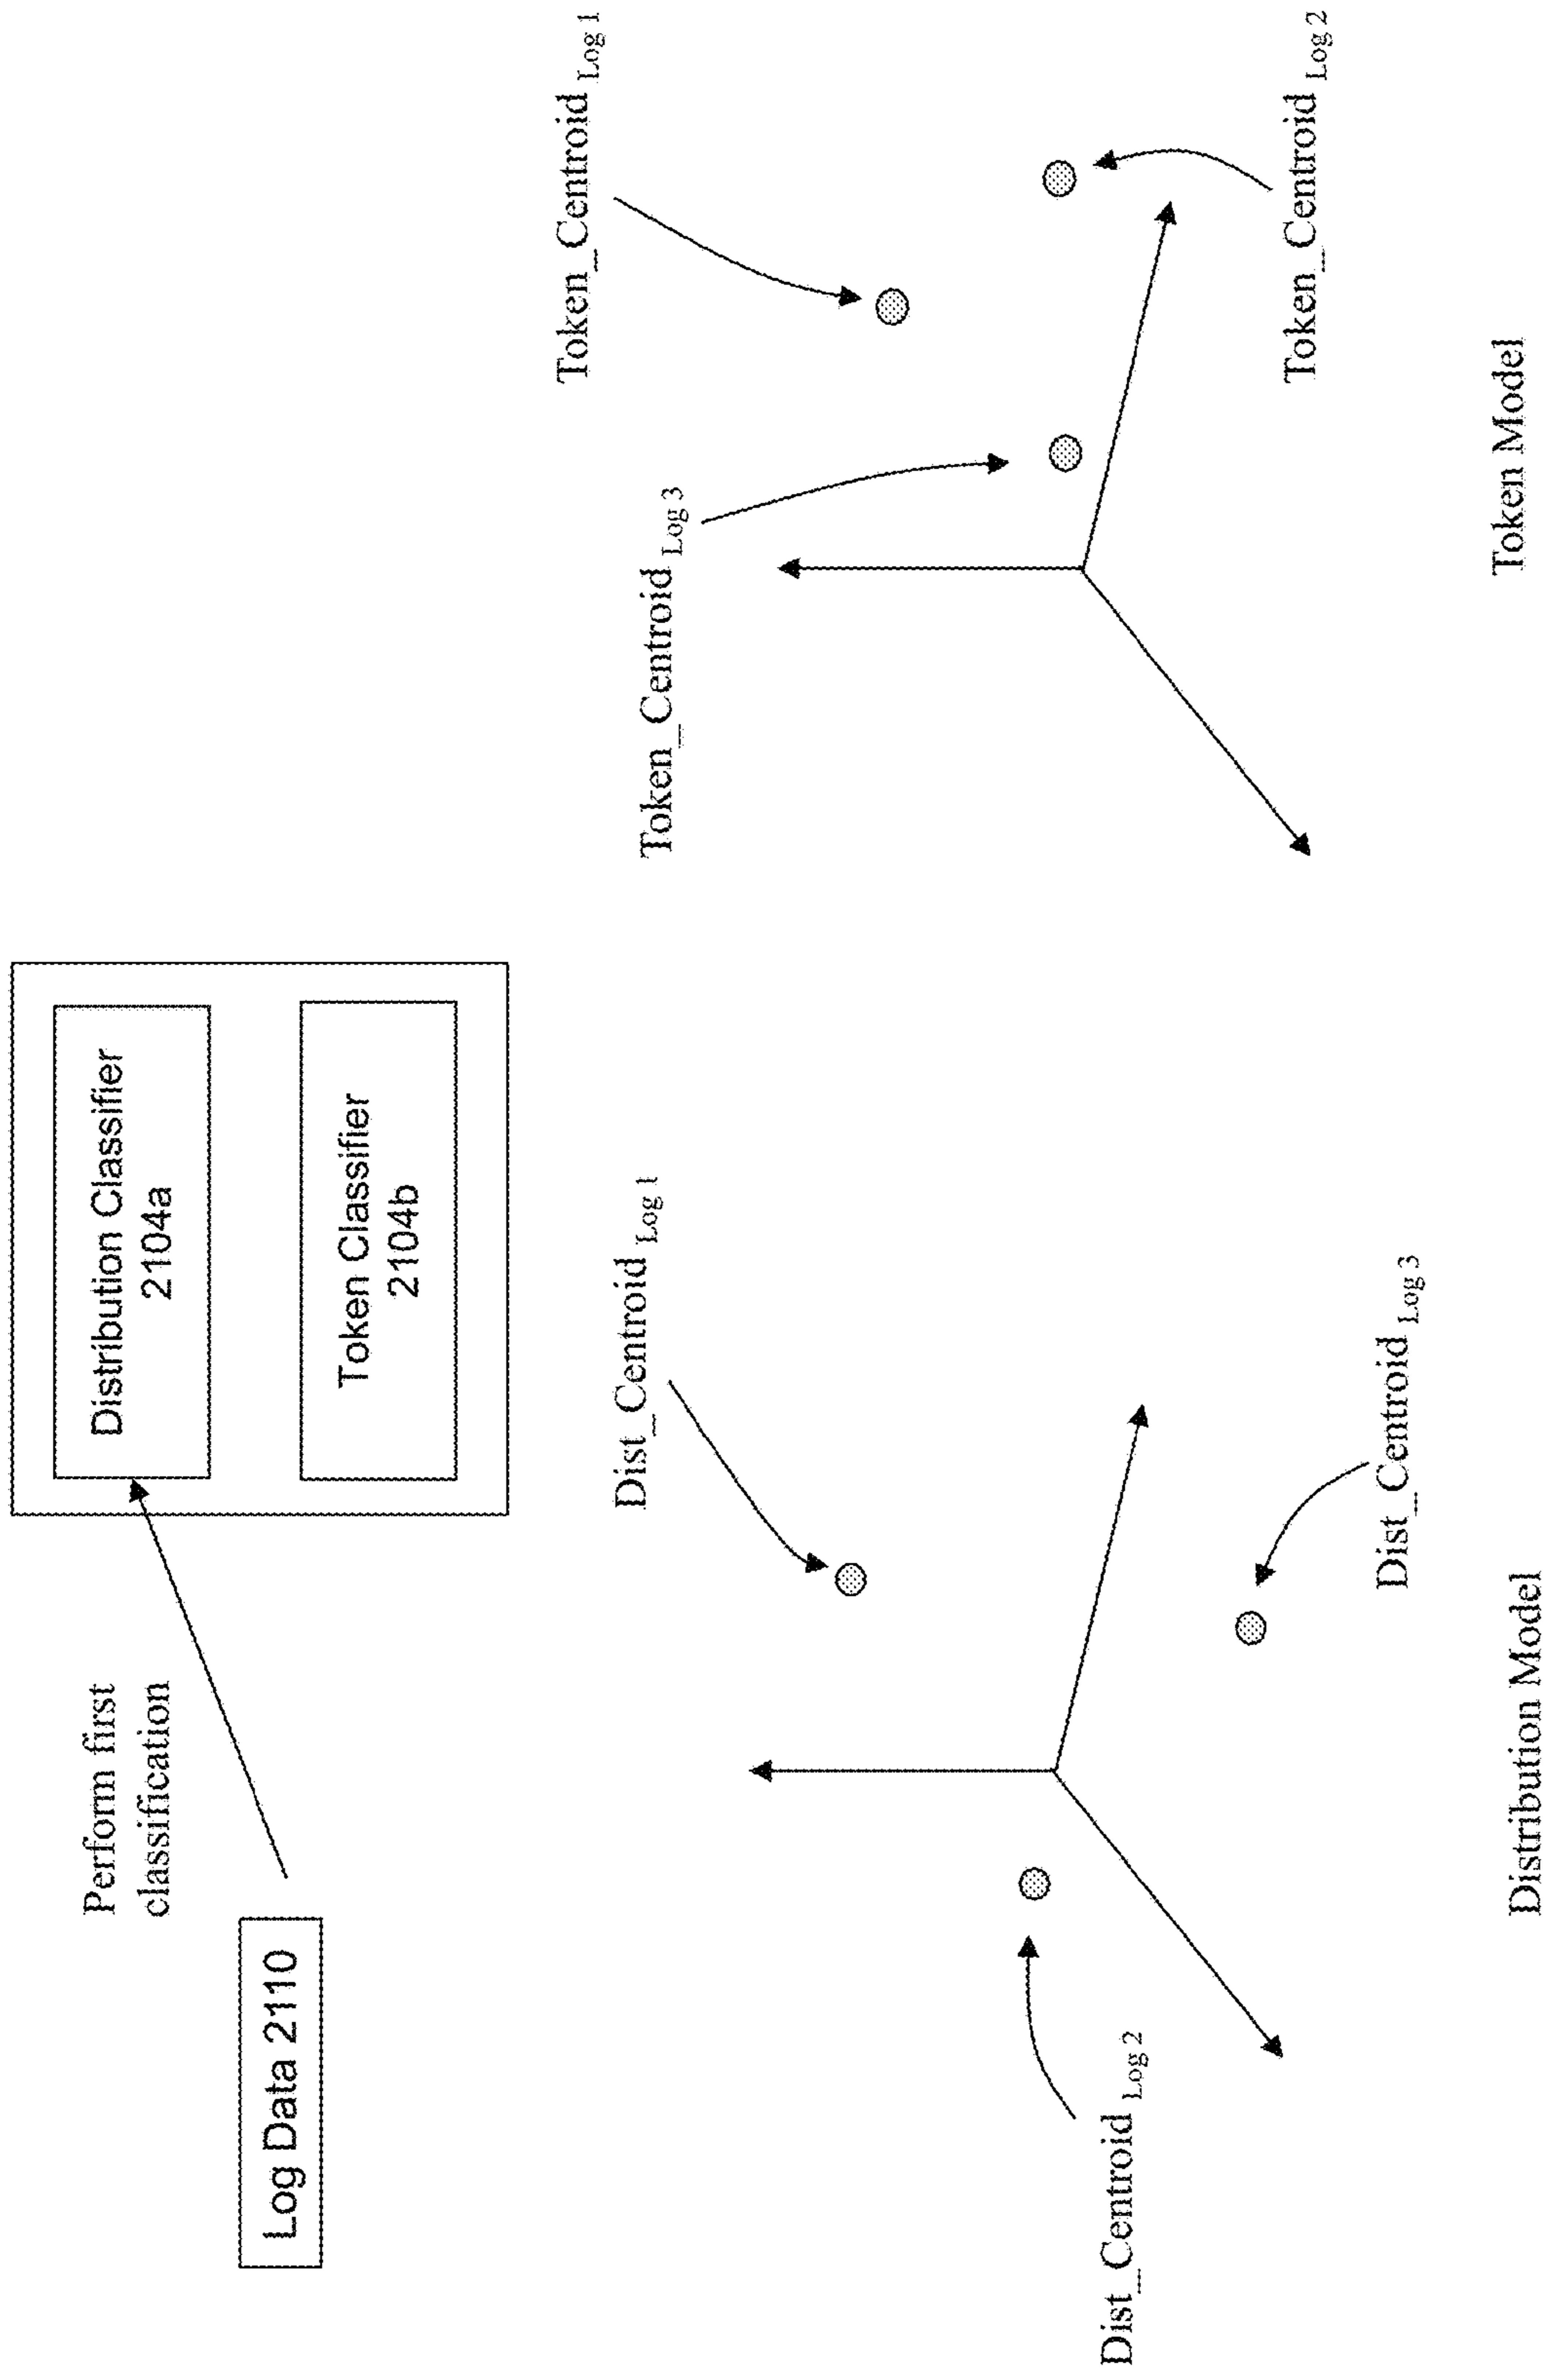 Perfom first
classification
Log Data 2110
Distribution Classifier
2104a
Token Classifier
2104b
Dist_Centroid Log 1
Dist_Centroid Log 2
Dist_Centroid Log 3
Distribution Model
Token_Centroid Log 1
Token_Centroid Log 3
Token_Centroid Log 2
Token Model